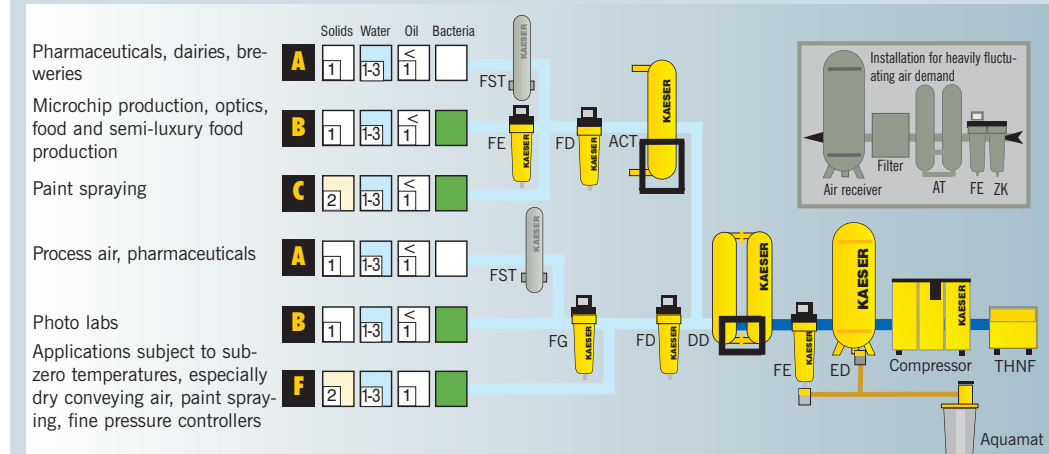 Solids Water Oil Bacteria
Pharmaceuticals, dairies, bre-
weries
A 1 1-3 < 1
FST
KAESER
Microchip production, optics,
food and semi-luxury food
production
B 1 1-3 < 1
FE KAESER
FD KAESER
ACT KAESER
Paint spraying
C 2 1-3 < 1
Process air, pharmaceuticals
A 1 1-3 < 1
FST
KAESER
Photo labs
B 1 1-3 < 1
FG KAESER
FD KAESER
DD KAESER
FE KAESER
ED KAESER
Compressor KAESER
THNF
Applications subject to sub-
zero temperatures, especially
dry conveying air, paint spray-
ing, fine pressure controllers
F 2 1-3 1
Aquamat
Installation for heavily fluctu-
ating air demand
Air receiver
Filter
AT
FE ZK